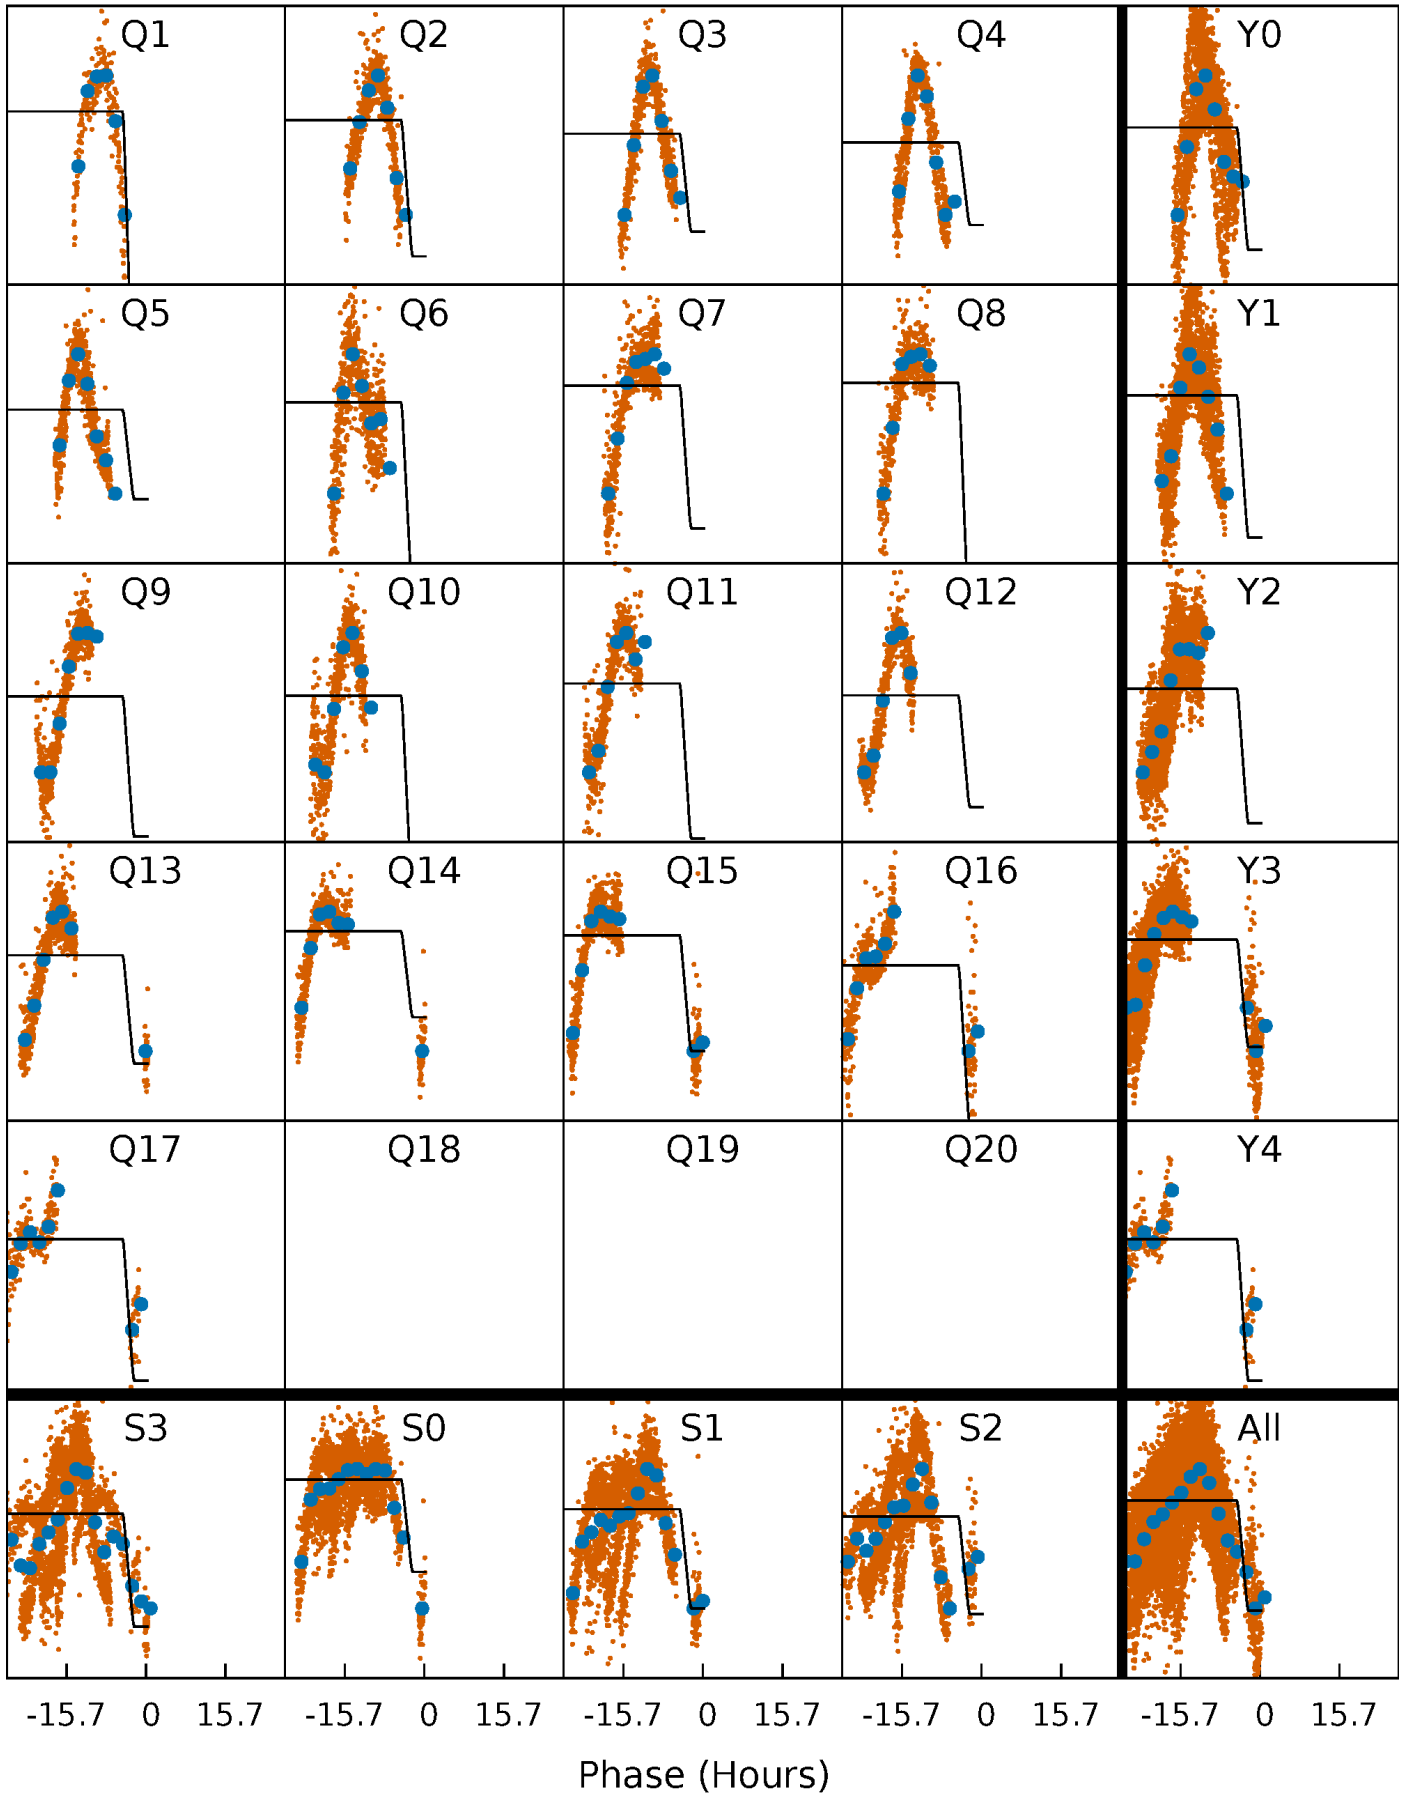 Q1 Q2 Q3 Q4 Y0
Q5 Q6 Q7 Q8 Y1
Q9 Q10 Q11 Q12 Y2
Q13 Q14 Q15 Q16 Y3
Q17 Q18 Q19 Q20 Y4
S3 S0 S1 S2 All
-15.7 0 15.7 -15.7 0 15.7 -15.7 0 15.7 -15.7 0 15.7 -15.7 0 15.7
Phase (Hours)